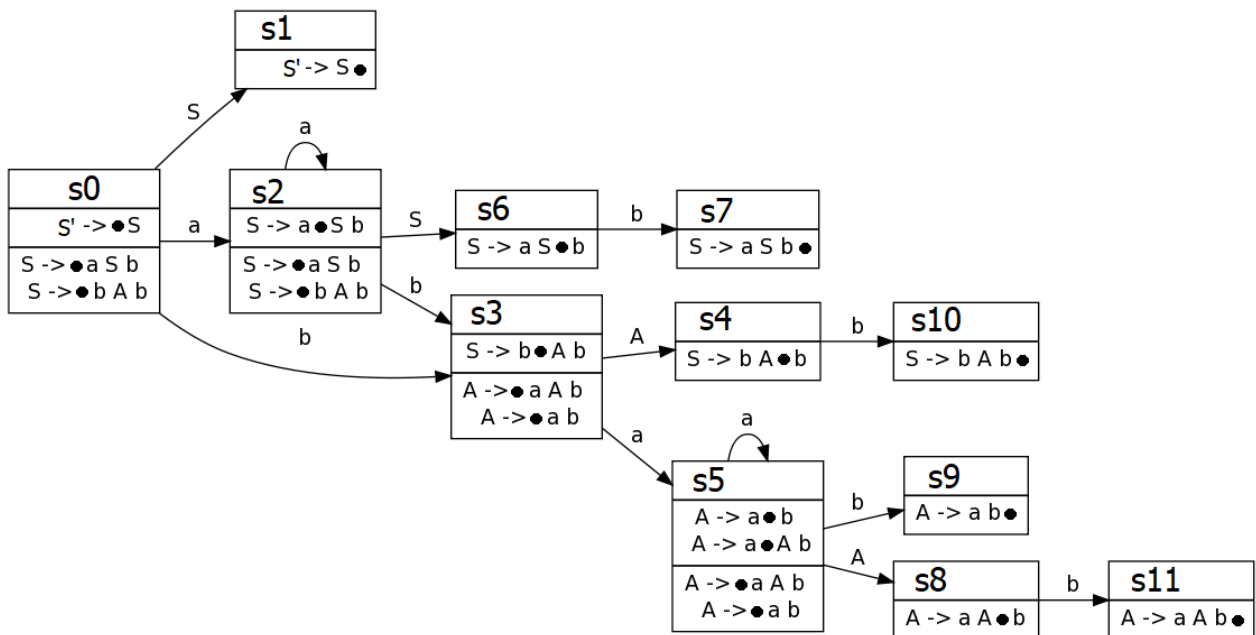 s1
S' -> S●
S
a
s0
S' -> ●S
S -> ●a S b
S -> ●b A b
a
s2
S -> a●S b
S -> ●a S b
S -> ●b A b
S
s6
S -> a S●b
b
s7
S -> a S b●
b
b
s3
S -> b●A b
A -> ●a A b
A -> ●a b
A
s4
S -> b A●b
b
s10
S -> b A b●
a
a
s5
A -> a●b
A -> a●A b
A -> ●a A b
A -> ●a b
b
s9
A -> a b●
A
s8
A -> a A●b
b
s11
A -> a A b●